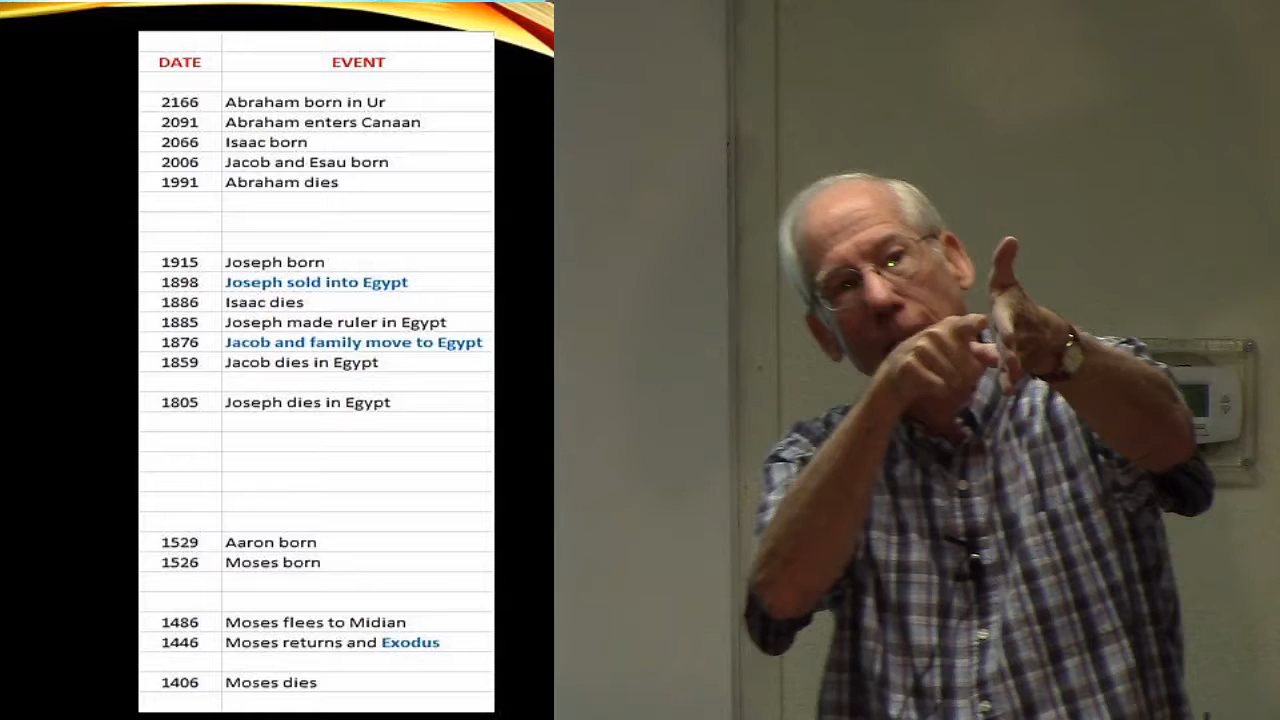 DATE EVENT
2166 Abraham born in Ur
2091 Abraham enters Canaan
2066 Isaac born
2006 Jacob and Esau born
1991 Abraham dies
1915 Joseph born
1898 Joseph sold into Egypt
1886 Isaac dies
1885 Joseph made ruler in Egypt
1876 Jacob and family move to Egypt
1859 Jacob dies in Egypt
1805 Joseph dies in Egypt
1529 Aaron born
1526 Moses born
1486 Moses flees to Midian
1446 Moses returns and Exodus
1406 Moses dies